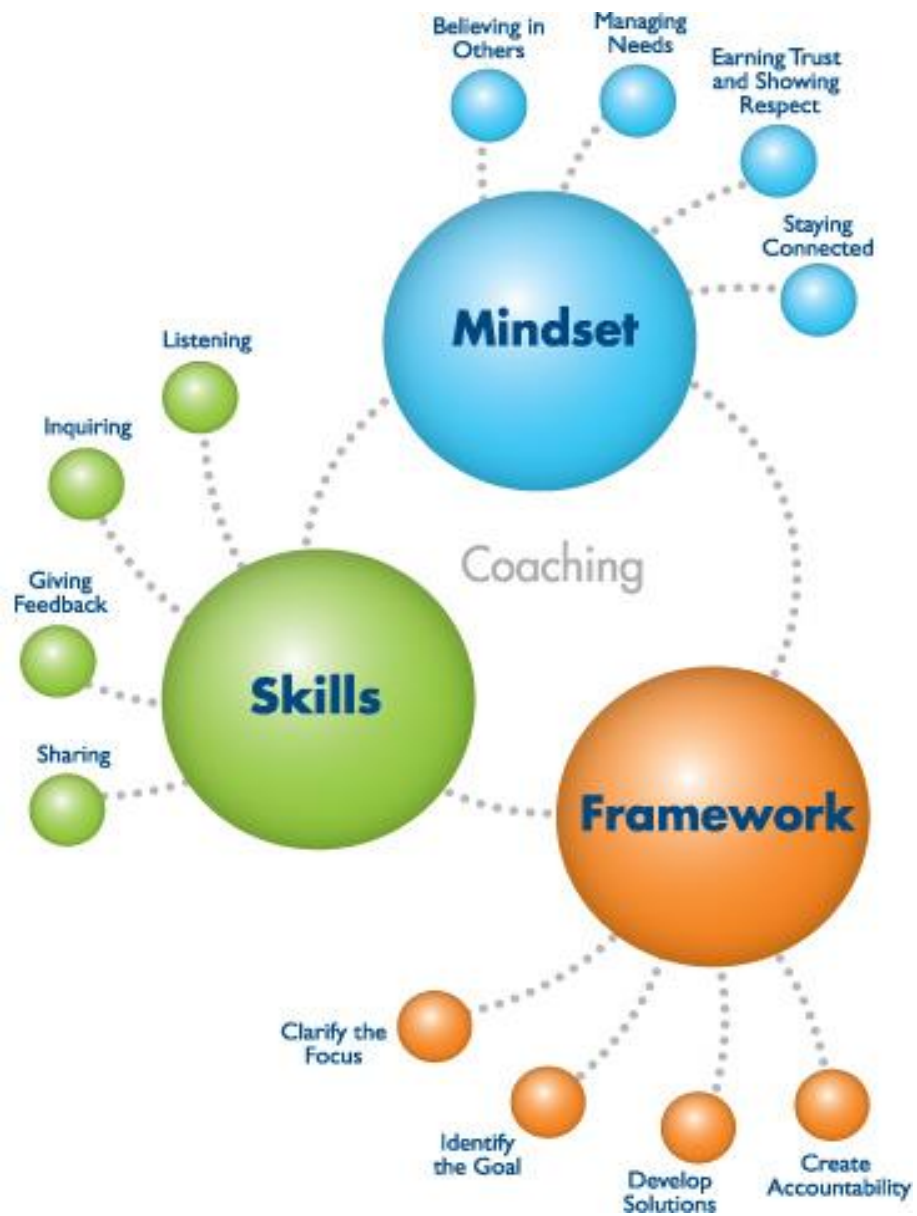 Believing in
Others
Managing
Needs
Earning Trust
and Showing
Respect
Staying
Connected
Mindset
Listening
Inquiring
Giving
Feedback
Sharing
Coaching
Skills
Framework
Clarify the
Focus
Identify
the Goal
Develop
Solutions
Create
Accountability